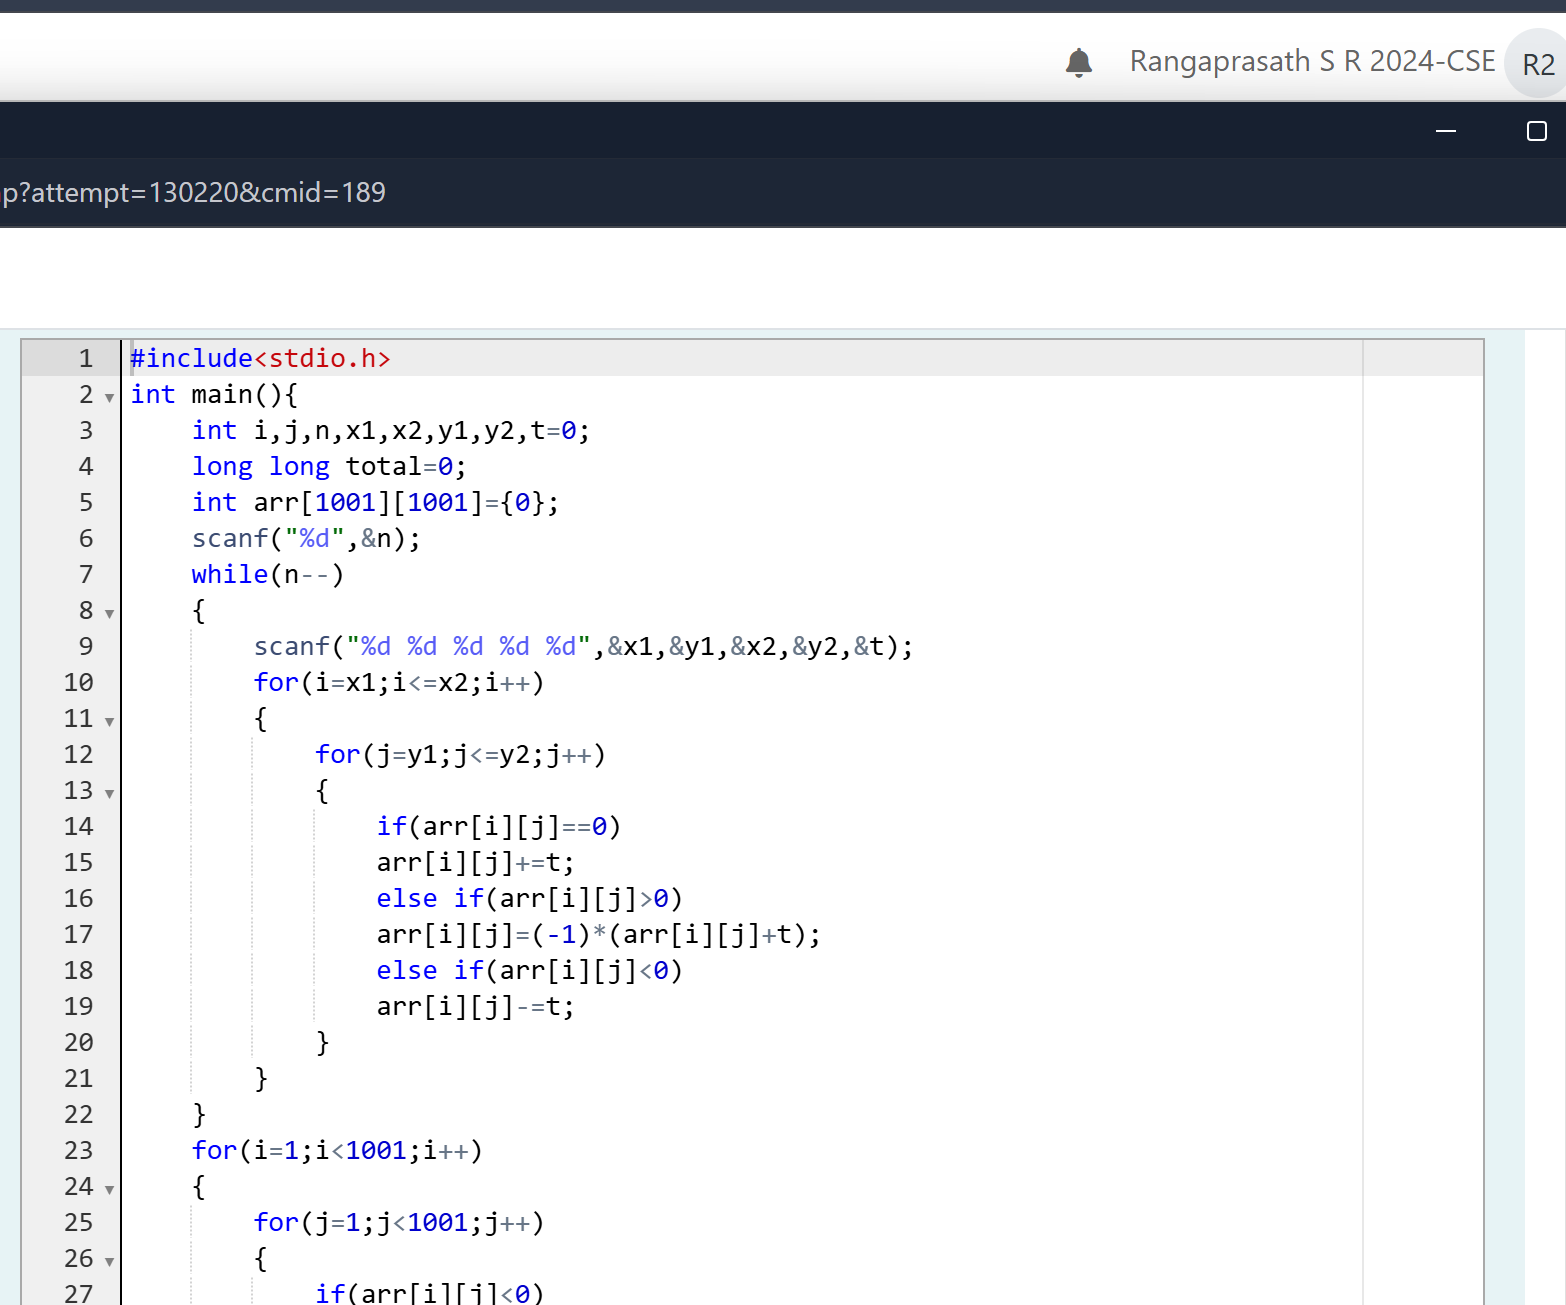 Rangaprasath S R 2024-CSE R2
p?attempt=130220&cmid=189
1 #include<stdio.h>
2 int main(){
3     int i,j,n,x1,x2,y1,y2,t=0;
4     long long total=0;
5     int arr[1001][1001]={0};
6     scanf("%d",&n);
7     while(n--)
8     {
9         scanf("%d %d %d %d %d",&x1,&y1,&x2,&y2,&t);
10         for(i=x1;i<=x2;i++)
11         {
12             for(j=y1;j<=y2;j++)
13             {
14                 if(arr[i][j]==0)
15                 arr[i][j]+=t;
16                 else if(arr[i][j]>0)
17                 arr[i][j]=(-1)*(arr[i][j]+t);
18                 else if(arr[i][j]<0)
19                 arr[i][j]-=t;
20             }
21         }
22     }
23     for(i=1;i<1001;i++)
24     {
25         for(j=1;j<1001;j++)
26         {
27             if(arr[i][j]<0)